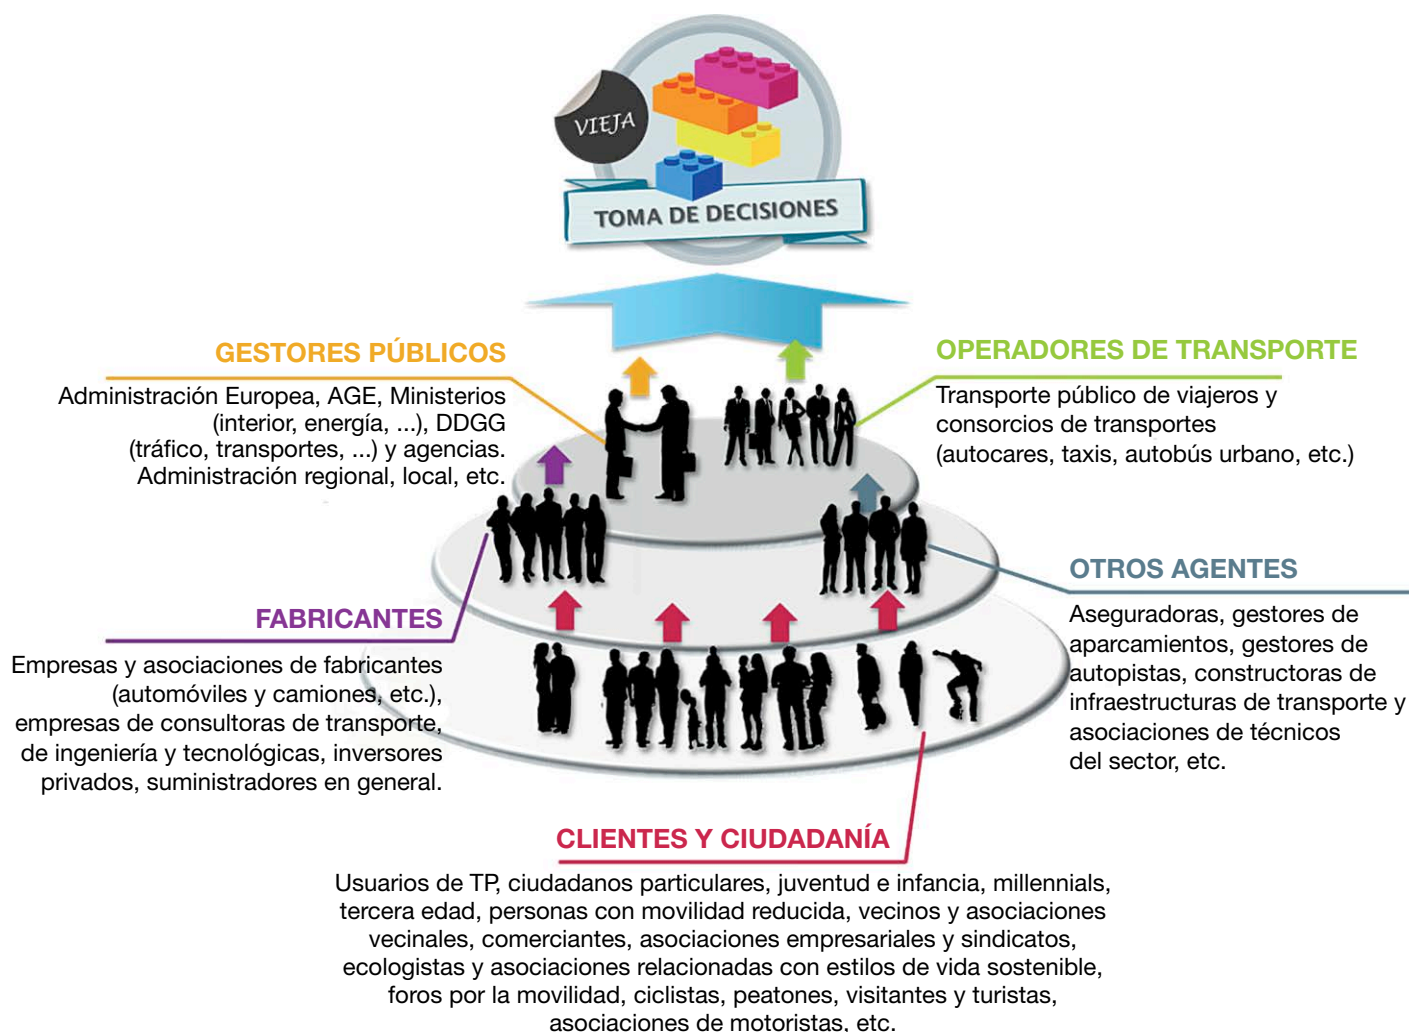 VIEJA
TOMA DE DECISIONES
GESTORES PÚBLICOS
Administración Europea, AGE, Ministerios
(interior, energía, ...), DDGG
(tráfico, transportes, ...) y agencias.
Administración regional, local, etc.
OPERADORES DE TRANSPORTE
Transporte público de viajeros y
consorcios de transportes
(autocares, taxis, autobús urbano, etc.)
FABRICANTES
Empresas y asociaciones de fabricantes
(automóviles y camiones, etc.),
empresas de consultoras de transporte,
de ingeniería y tecnológicas, inversores
privados, suministradores en general.
OTROS AGENTES
Aseguradoras, gestores de
aparcamientos, gestores de
autopistas, constructoras de
infraestructuras de transporte y
asociaciones de técnicos
del sector, etc.
CLIENTES Y CIUDADANÍA
Usuarios de TP, ciudadanos particulares, juventud e infancia, millennials,
tercera edad, personas con movilidad reducida, vecinos y asociaciones
vecinales, comerciantes, asociaciones empresariales y sindicatos,
ecologistas y asociaciones relacionadas con estilos de vida sostenible,
foros por la movilidad, ciclistas, peatones, visitantes y turistas,
asociaciones de motoristas, etc.